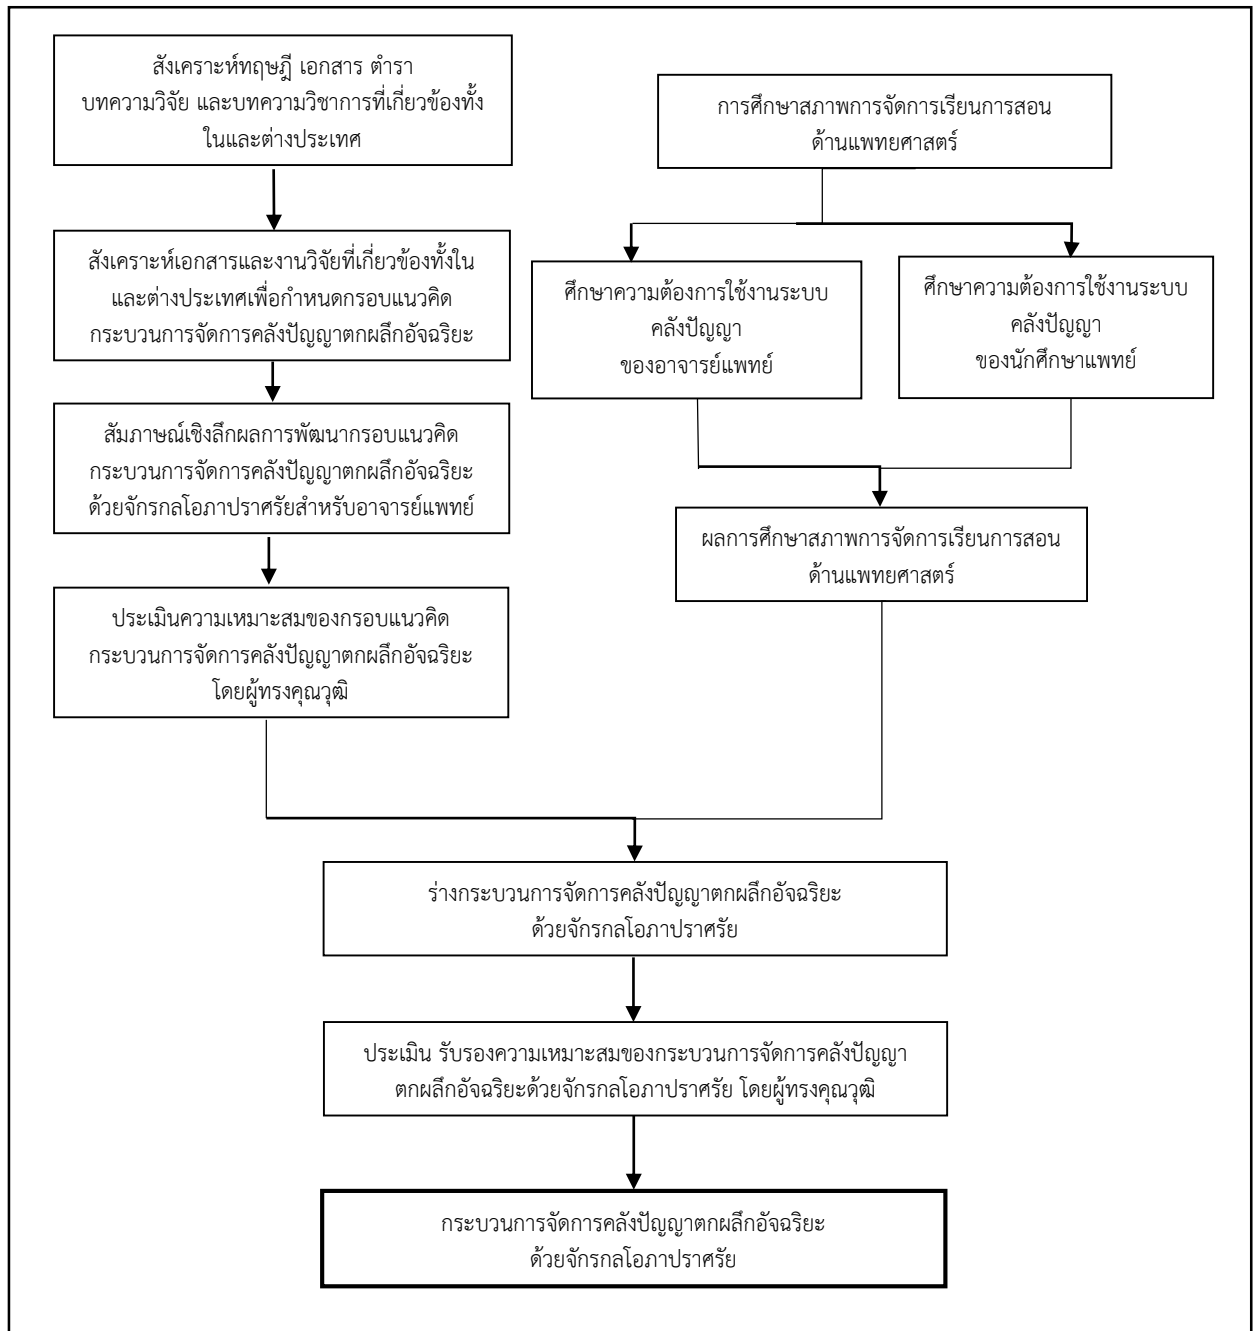 สังเคราะห์ทฤษฎี เอกสาร ตำรา
บทความวิจัย และบทความวิชาการที่เกี่ยวข้องทั้ง
ในและต่างประเทศ
สังเคราะห์เอกสารและงานวิจัยที่เกี่ยวข้องทั้งใน
และต่างประเทศเพื่อกำหนดกรอบแนวคิด
กระบวนการจัดการคลังปัญญาตกผลึกอัจฉริยะ
สัมภาษณ์เชิงลึกผลการพัฒนากรอบแนวคิด
กระบวนการจัดการคลังปัญญาตกผลึกอัจฉริยะ
ด้วยจักรกลโอภาปราศรัยสำหรับอาจารย์แพทย์
ประเมินความเหมาะสมของกรอบแนวคิด
กระบวนการจัดการคลังปัญญาตกผลึกอัจฉริยะ
โดยผู้ทรงคุณวุฒิ
การศึกษาสภาพการจัดการเรียนการสอน
ด้านแพทยศาสตร์
ศึกษาความต้องการใช้งานระบบ
คลังปัญญา
ของอาจารย์แพทย์
ศึกษาความต้องการใช้งานระบบ
คลังปัญญา
ของนักศึกษาแพทย์
ผลการศึกษาสภาพการจัดการเรียนการสอน
ด้านแพทยศาสตร์
ร่างกระบวนการจัดการคลังปัญญาตกผลึกอัจฉริยะ
ด้วยจักรกลโอภาปราศรัย
ประเมิน รับรองความเหมาะสมของกระบวนการจัดการคลังปัญญา
ตกผลึกอัจฉริยะด้วยจักรกลโอภาปราศรัย โดยผู้ทรงคุณวุฒิ
กระบวนการจัดการคลังปัญญาตกผลึกอัจฉริยะ
ด้วยจักรกลโอภาปราศรัย